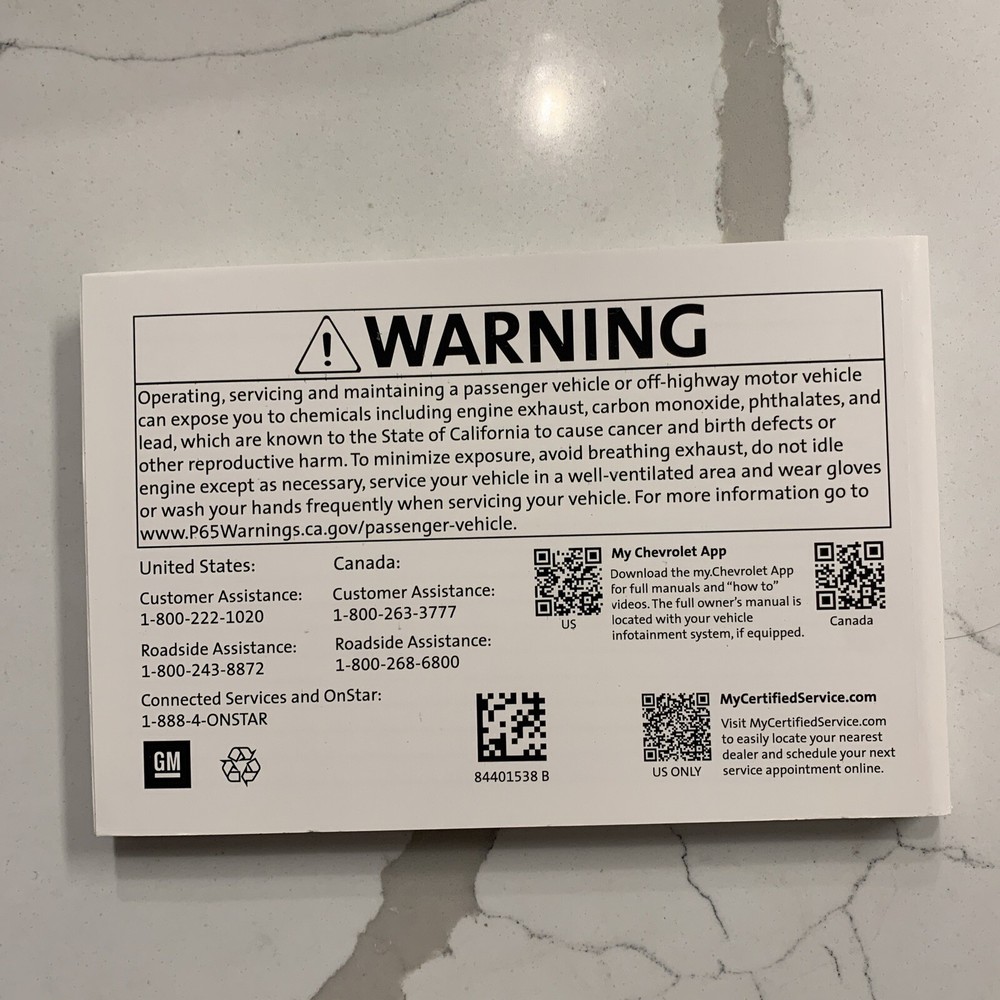 WARNING
Operating, servicing and maintaining a passenger vehicle or off-highway motor vehicle
can expose you to chemicals including engine exhaust, carbon monoxide, phthalates, and
lead, which are known to the State of California to cause cancer and birth defects or
other reproductive harm. To minimize exposure, avoid breathing exhaust, do not idle
engine except as necessary, service your vehicle in a well-ventilated area and wear gloves
or wash your hands frequently when servicing your vehicle. For more information go to
www.P65Warnings.ca.gov/passenger-vehicle.
United States:
Customer Assistance:
1-800-222-1020
Roadside Assistance:
1-800-243-8872
Canada:
Customer Assistance:
1-800-263-3777
Roadside Assistance:
1-800-268-6800
Connected Services and OnStar:
1-888-4-ONSTAR
GM
US
My Chevrolet App
Download the my.Chevrolet App
for full manuals and “how to”
videos. The full owner’s manual is
located with your vehicle
infotainment system, if equipped.
Canada
84401538 B
US ONLY
MyCertifiedService.com
Visit MyCertifiedService.com
to easily locate your nearest
dealer and schedule your next
service appointment online.